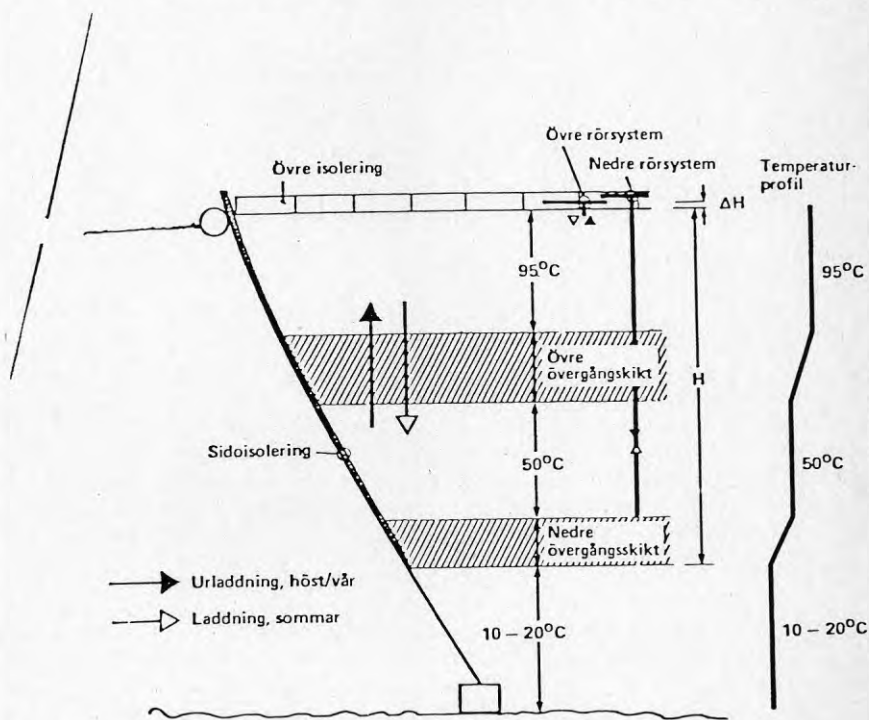 Övre rörsystem
Övre isolering
Nedre rörsystem
Temperatur-
profil
ΔH
95°C
95°C
Övre
övergångskikt
H
Sidoisolering
50°C
50°C
Nedre
övergångsskikt
Urladdning, höst/vår
Laddning, sommar
10 – 20°C
10 – 20°C